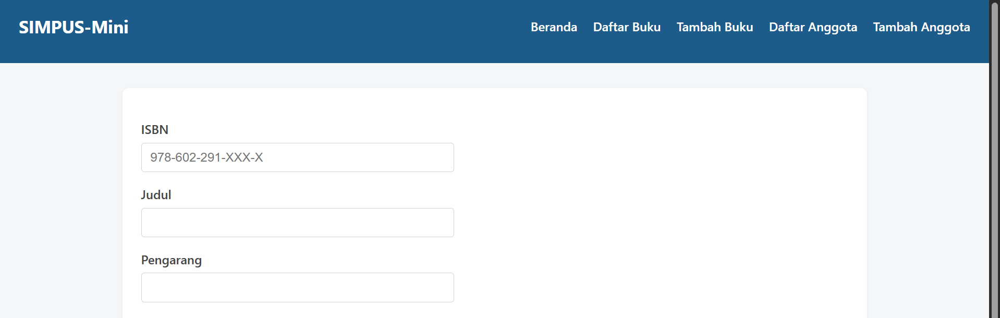 SIMPUS-Mini
Beranda Daftar Buku Tambah Buku Daftar Anggota Tambah Anggota
ISBN
978-602-291-XXX-X
Judul
Pengarang